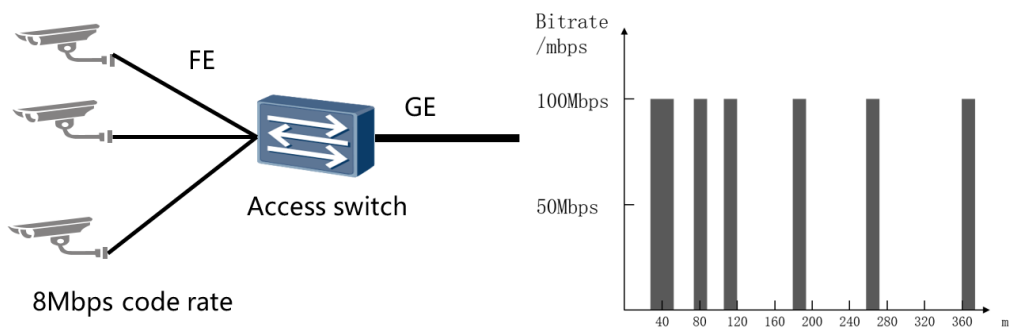 FE
GE
Access switch
8Mbps code rate
Bitrate
/mbps
100Mbps
50Mbps
40 80 120 160 200 240 280 320 360 m